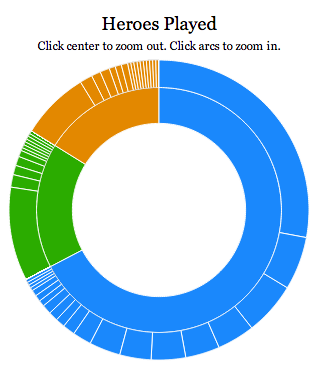 Heroes Played
Click center to zoom out. Click arcs to zoom in.